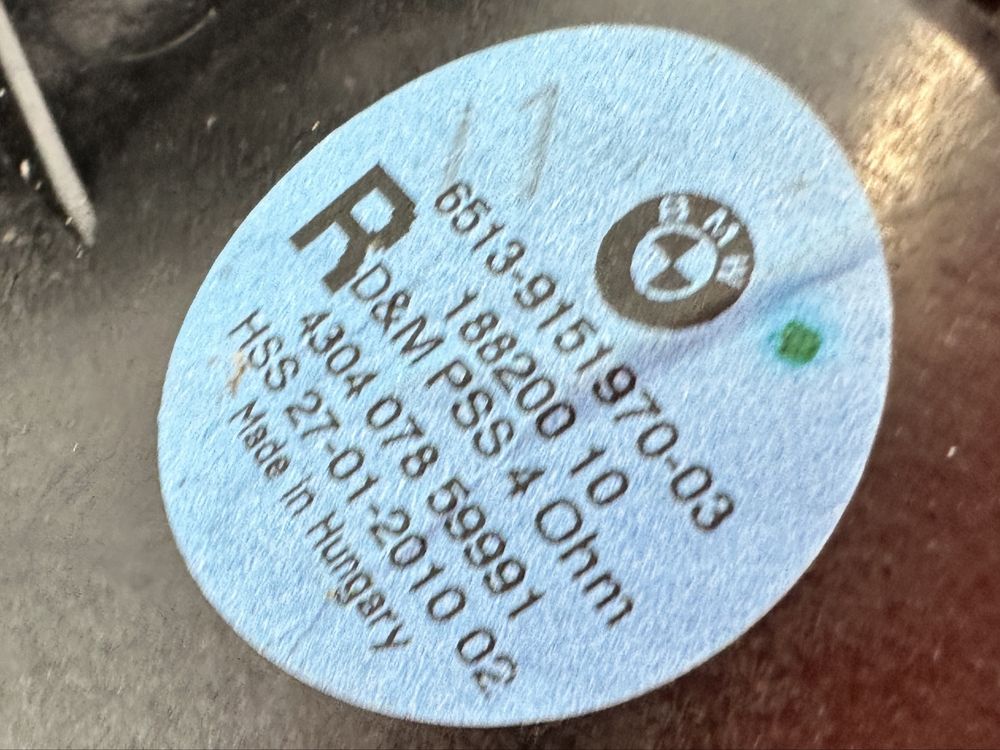 11
BMW
6513-9151970-03
R
188200 10
D&M PSS 4 Ohm
4304 078 59991
HSS 27-01-2010 02
Made in Hungary